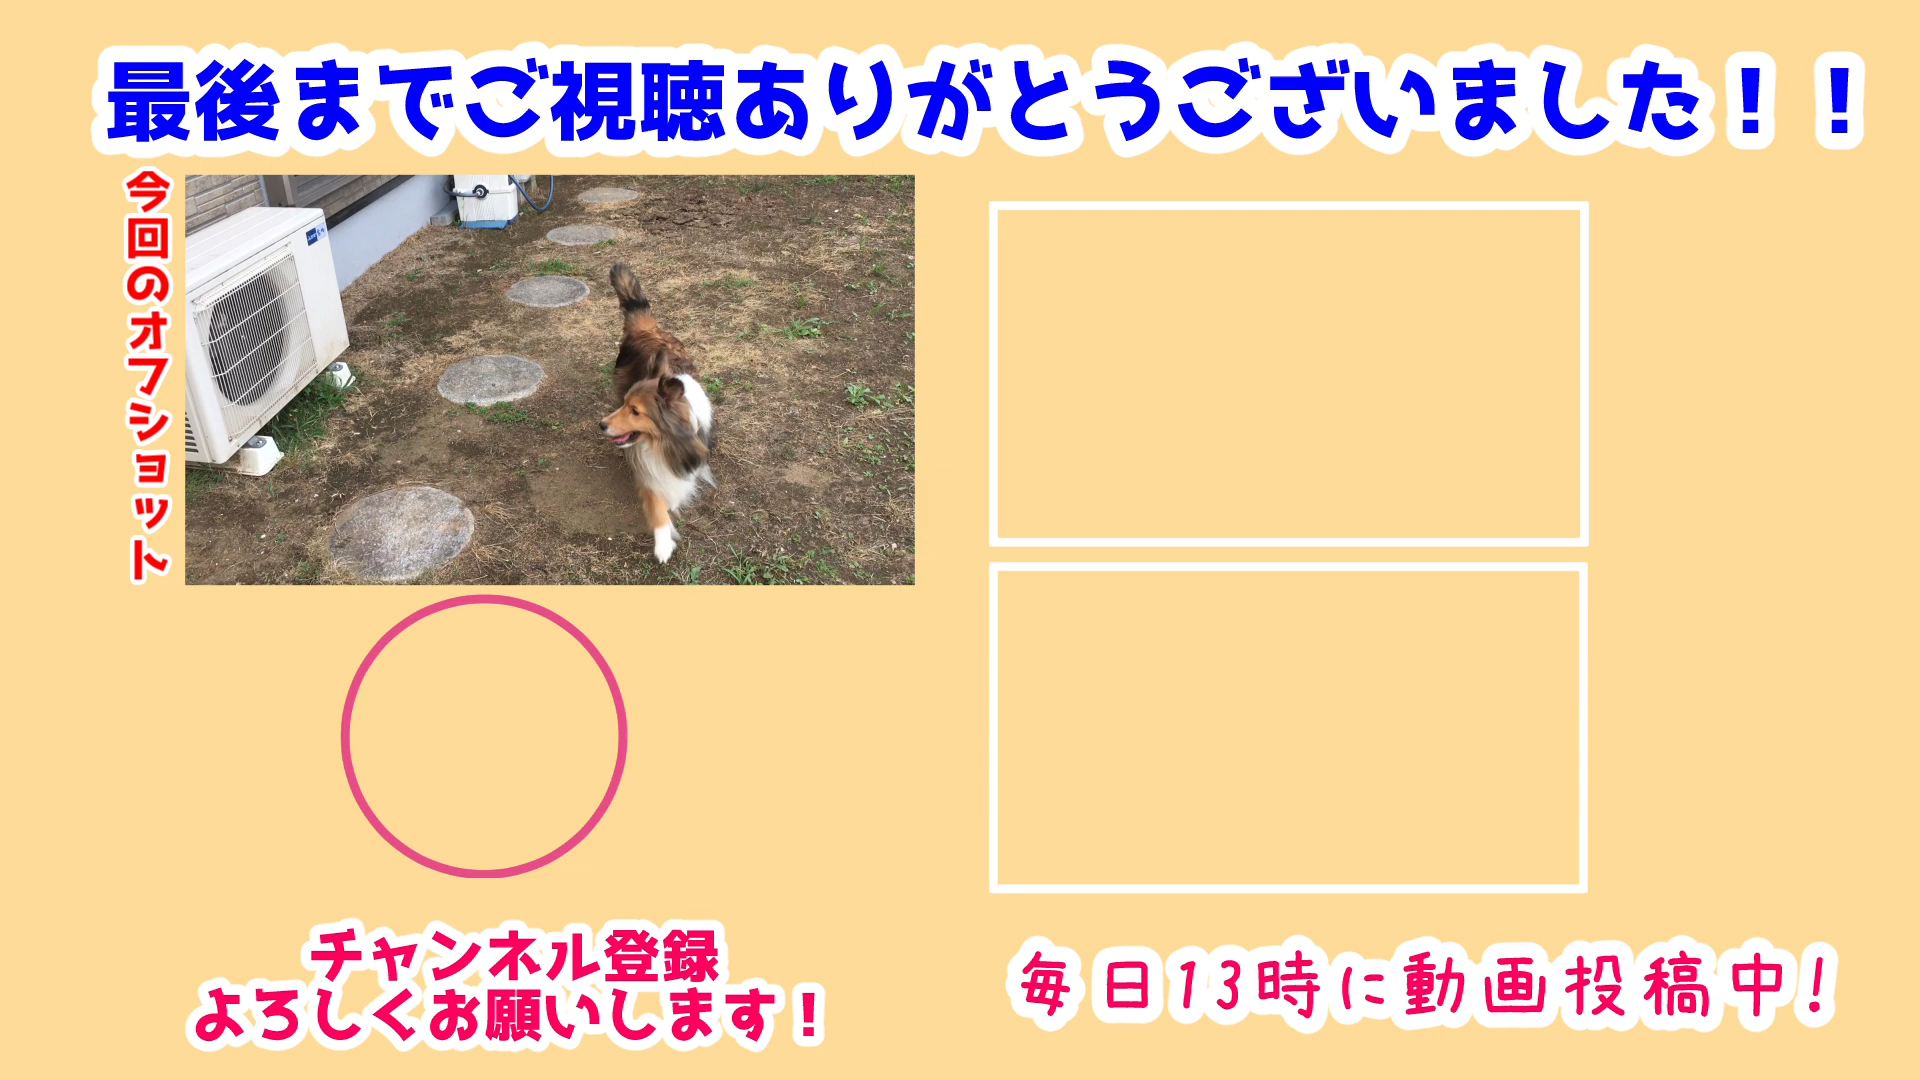 最後までご視聴ありがとうございました！！
今回のオフショット
チャンネル登録
よろしくお願いします！
毎日13時に動画投稿中!